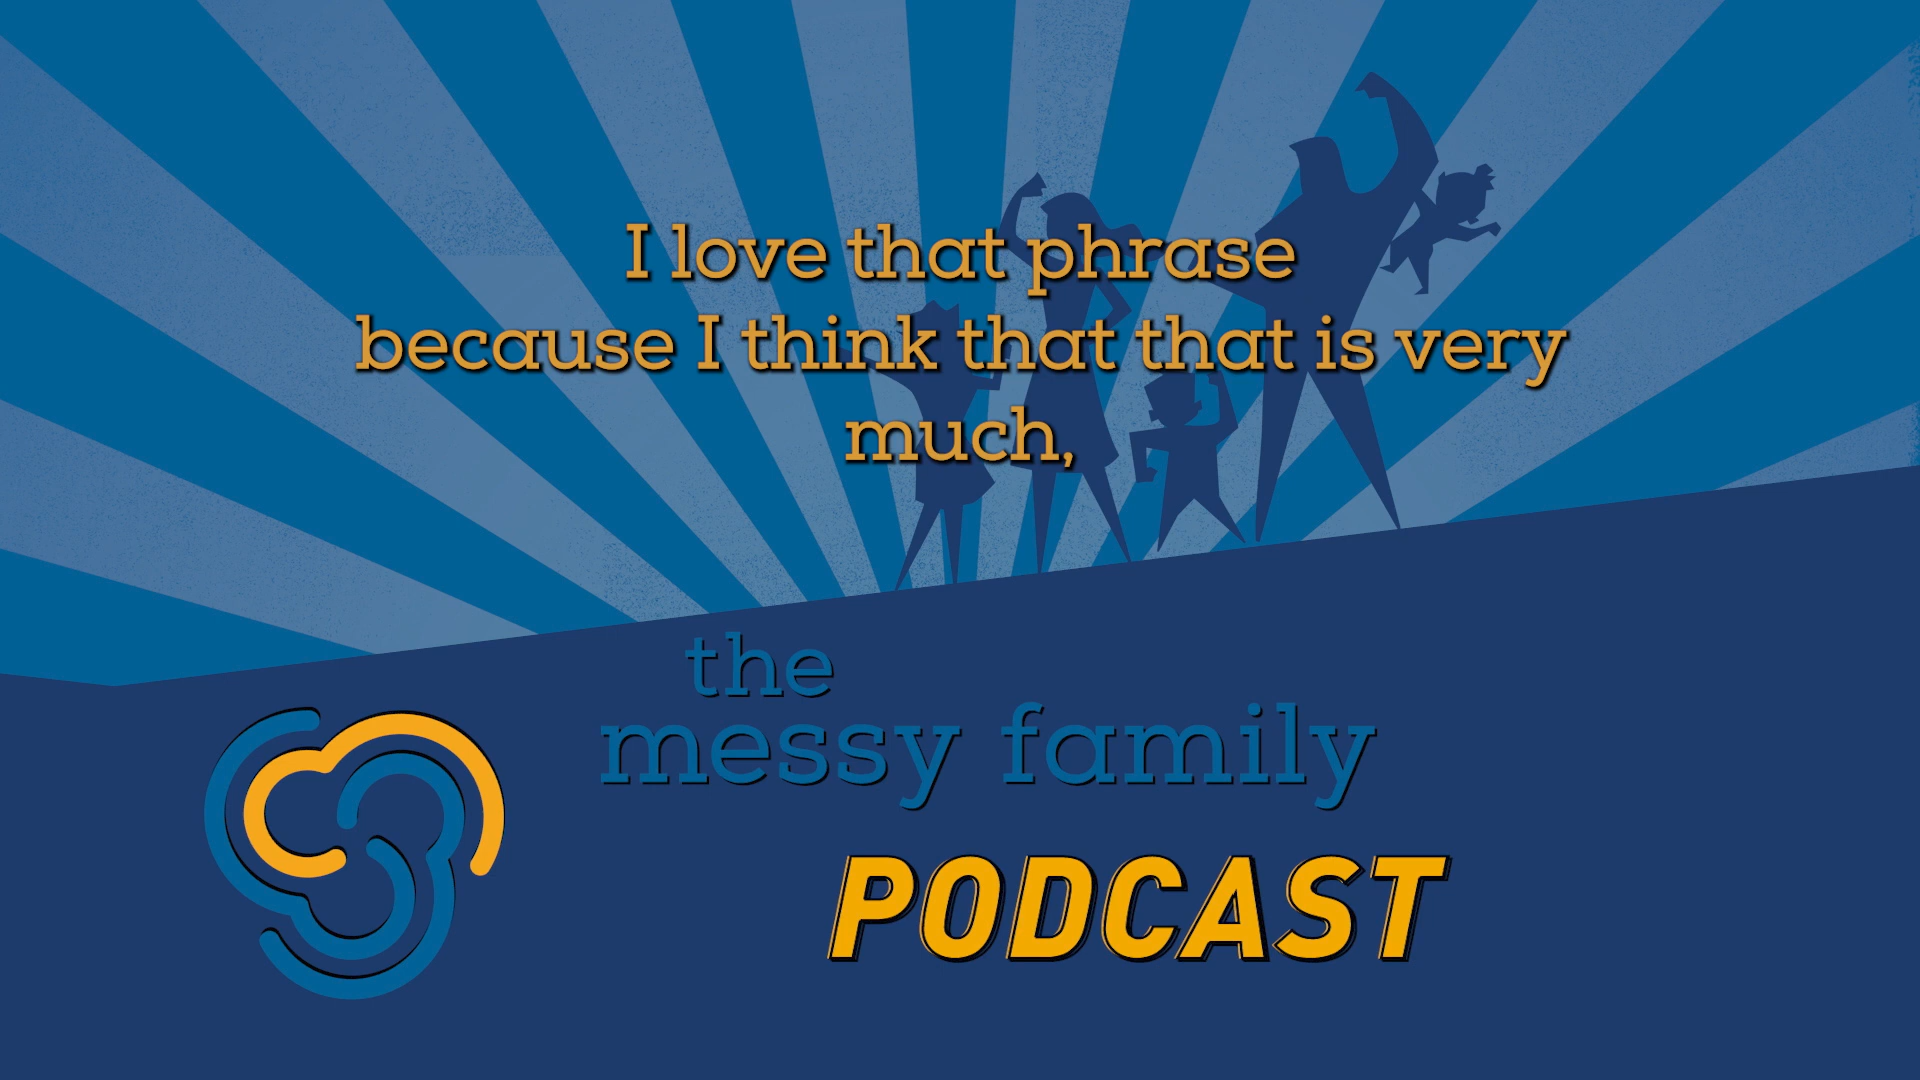 I love that phrase
because I think that that is very
much,
the
messy family
PODCAST